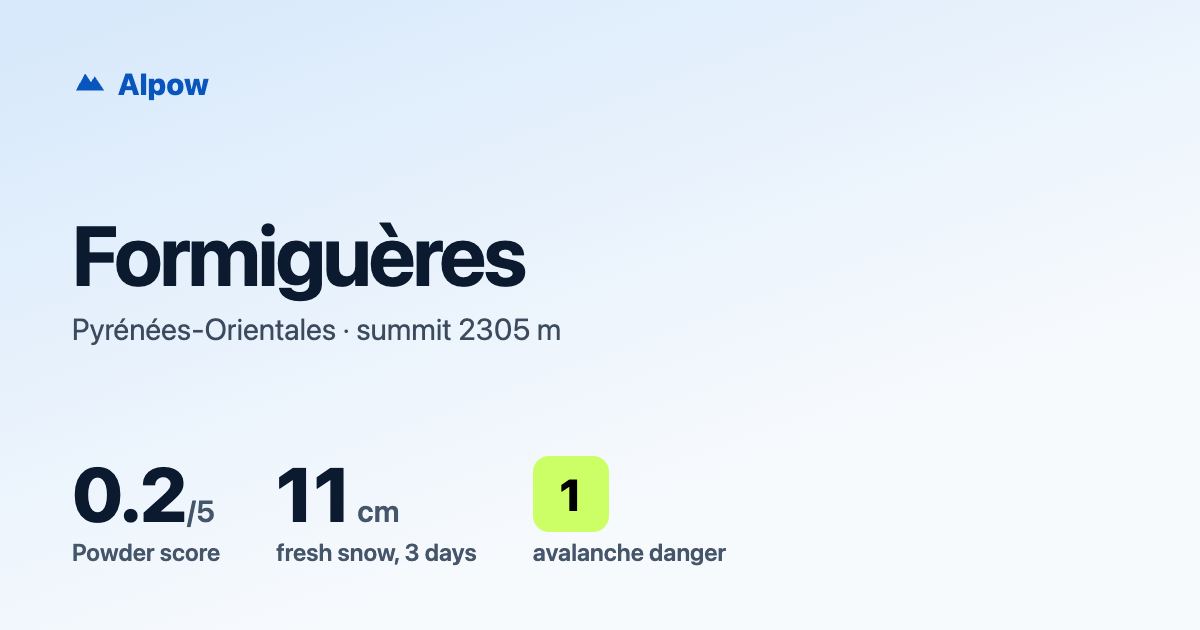 Alpow
Formiguères
Pyrénées-Orientales · summit 2305 m
0.2/5
Powder score
11 cm
fresh snow, 3 days
1
avalanche danger